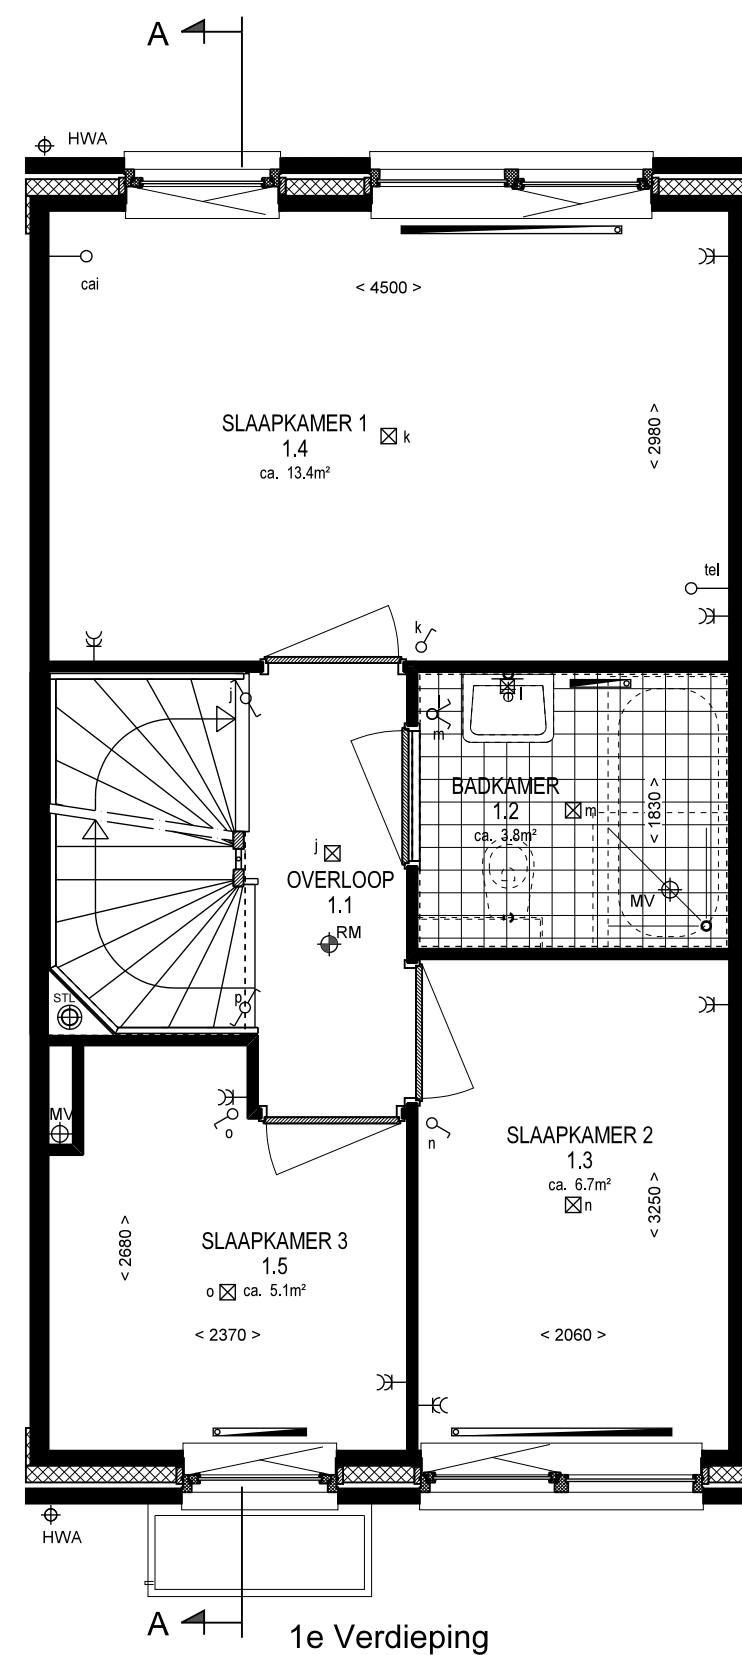 A
HWA
cai
< 4500 >
SLAAPKAMER 1
1.4
ca. 13.4m²
k
< 2980 >
tel
k
j
l
m
BADKAMER
1.2
ca. 3.8m²
m
< 1830 >
MV
j
OVERLOOP
1.1
RM
p
STL
MV
o
n
SLAAPKAMER 2
1.3
ca. 6.7m²
n
< 3250 >
< 2680 >
SLAAPKAMER 3
1.5
o ca. 5.1m²
< 2370 >
< 2060 >
HWA
A
1e Verdieping